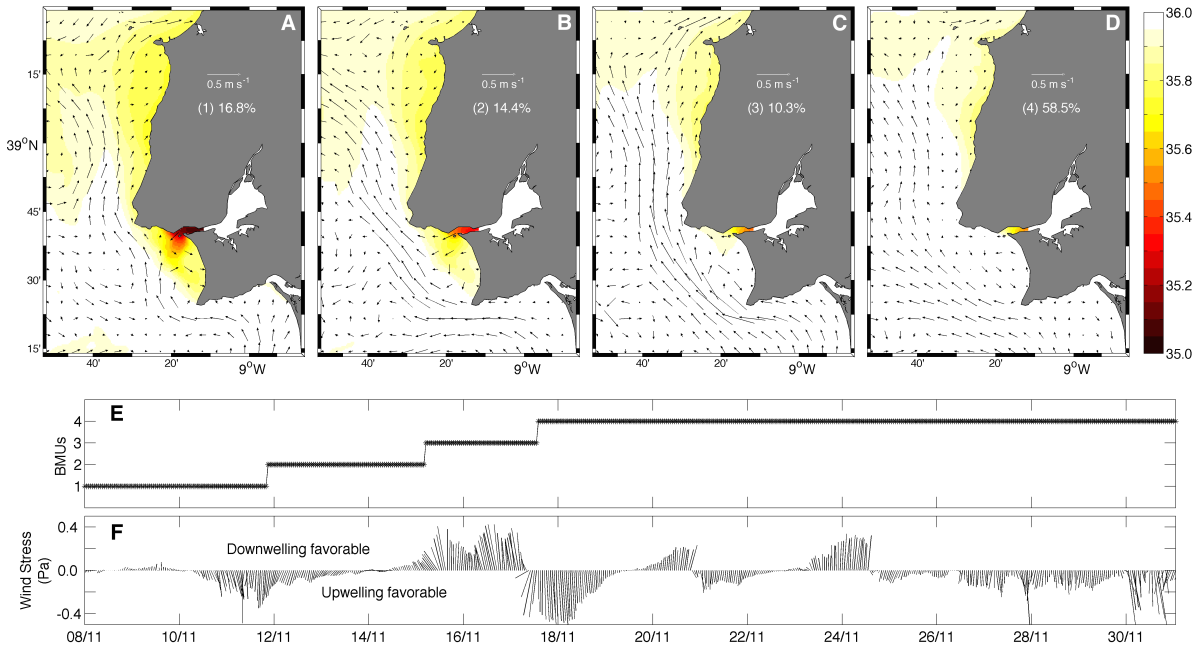 A
B
C
D
0.5 m s⁻¹
(1) 16.8%
0.5 m s⁻¹
(2) 14.4%
0.5 m s⁻¹
(3) 10.3%
0.5 m s⁻¹
(4) 58.5%
15'
39°N
45'
30'
15'
40' 20' 9°W
40' 20' 9°W
40' 20' 9°W
40' 20' 9°W
36.0
35.8
35.6
35.4
35.2
35.0
E
BMUs
4
3
2
1
F
Wind Stress
(Pa)
0.4
0.0
-0.4
Downwelling favorable
Upwelling favorable
08/11 10/11 12/11 14/11 16/11 18/11 20/11 22/11 24/11 26/11 28/11 30/11